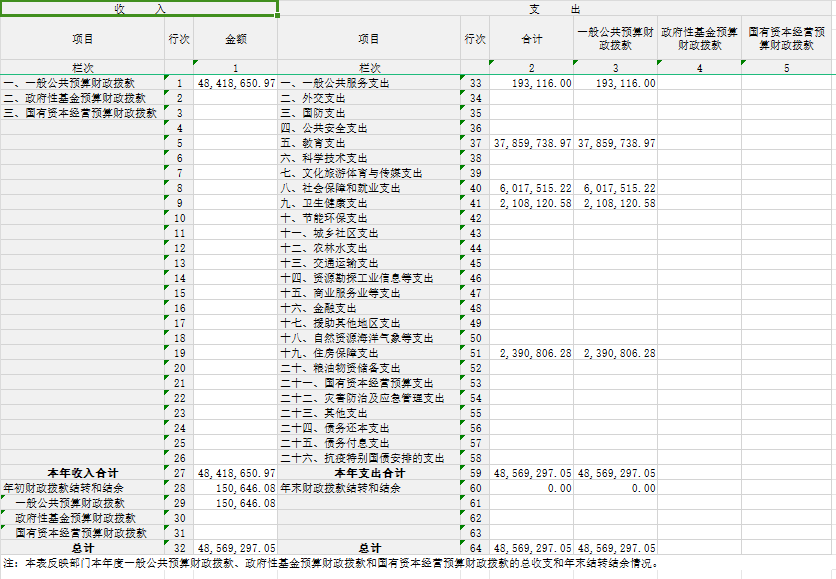 收 入 支 出
项目 行次 金额 项目 行次 合计 一般公共预算财政拨款 政府性基金预算财政拨款 国有资本经营预算财政拨款
栏次 1 栏次 2 3 4 5
一、一般公共预算财政拨款 1 48,418,650.97 一、一般公共服务支出 33 193,116.00 193,116.00
二、政府性基金预算财政拨款 2 二、外交支出 34
三、国有资本经营预算财政拨款 3 三、国防支出 35
4 四、公共安全支出 36
5 五、教育支出 37 37,859,738.97 37,859,738.97
6 六、科学技术支出 38
7 七、文化旅游体育与传媒支出 39
8 八、社会保障和就业支出 40 6,017,515.22 6,017,515.22
9 九、卫生健康支出 41 2,108,120.58 2,108,120.58
10 十、节能环保支出 42
11 十一、城乡社区支出 43
12 十二、农林水支出 44
13 十三、交通运输支出 45
14 十四、资源勘探工业信息等支出 46
15 十五、商业服务业等支出 47
16 十六、金融支出 48
17 十七、援助其他地区支出 49
18 十八、自然资源海洋气象等支出 50
19 十九、住房保障支出 51 2,390,806.28 2,390,806.28
20 二十、粮油物资储备支出 52
21 二十一、国有资本经营预算支出 53
22 二十二、灾害防治及应急管理支出 54
23 二十三、其他支出 55
24 二十四、债务还本支出 56
25 二十五、债务付息支出 57
26 二十六、抗疫特别国债安排的支出 58
本年收入合计 27 48,418,650.97 本年支出合计 59 48,569,297.05 48,569,297.05
年初财政拨款结转和结余 28 150,646.08 年末财政拨款结转和结余 60 0.00 0.00
一般公共预算财政拨款 29 150,646.08 61
政府性基金预算财政拨款 30 62
国有资本经营预算财政拨款 31 63
总计 32 48,569,297.05 总计 64 48,569,297.05 48,569,297.05
注：本表反映部门本年度一般公共预算财政拨款、政府性基金预算财政拨款和国有资本经营预算财政拨款的总收支和年末结转结余情况。